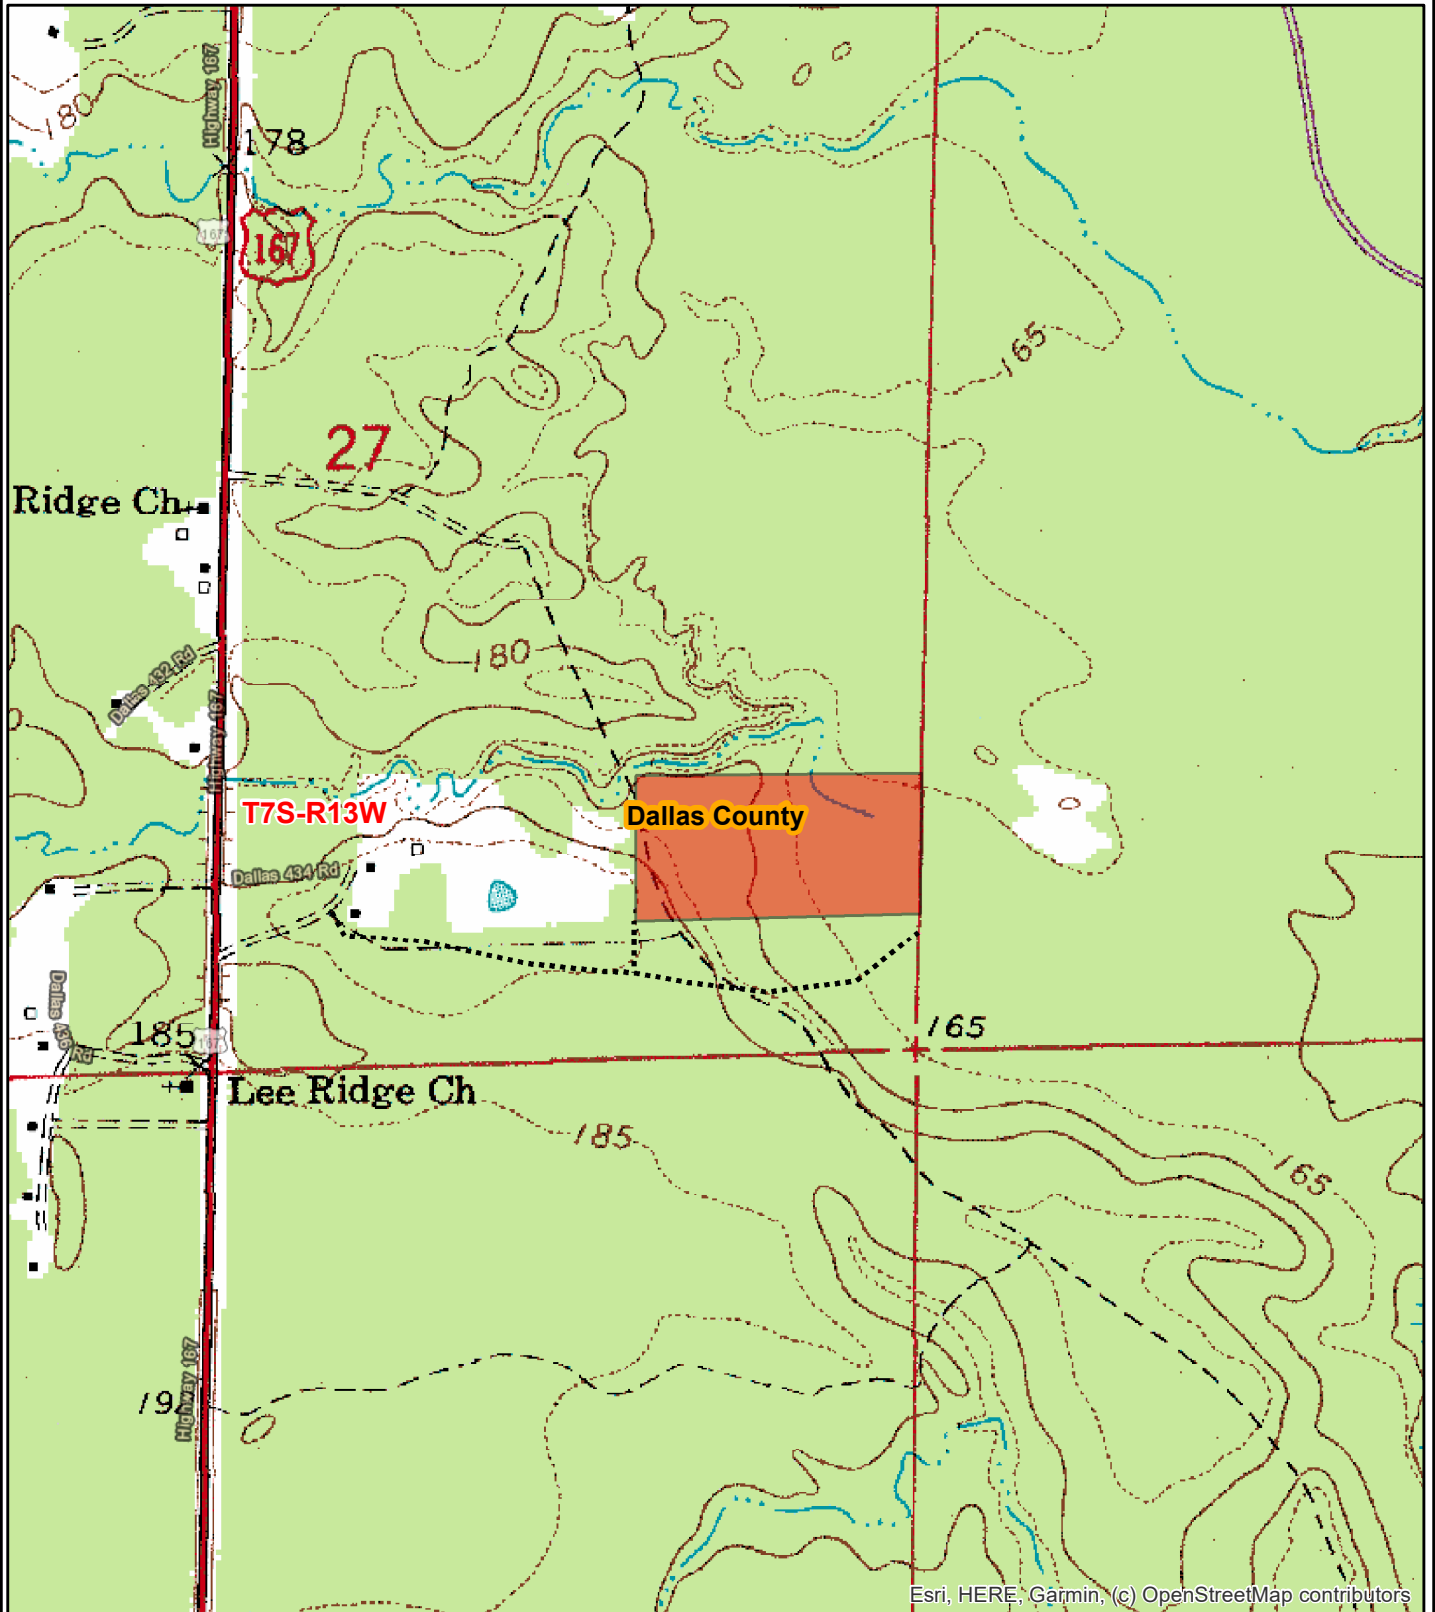 180
Highway 167
178
167
167
165
27
Ridge Ch
180
Dallas 432 Rd
Highway 167
T7S-R13W
Dallas County
Dallas 434 Rd
Dallas 436 Rd
185
167
165
Lee Ridge Ch
185
165
Highway 167
Esri, HERE, Garmin, (c) OpenStreetMap contributors